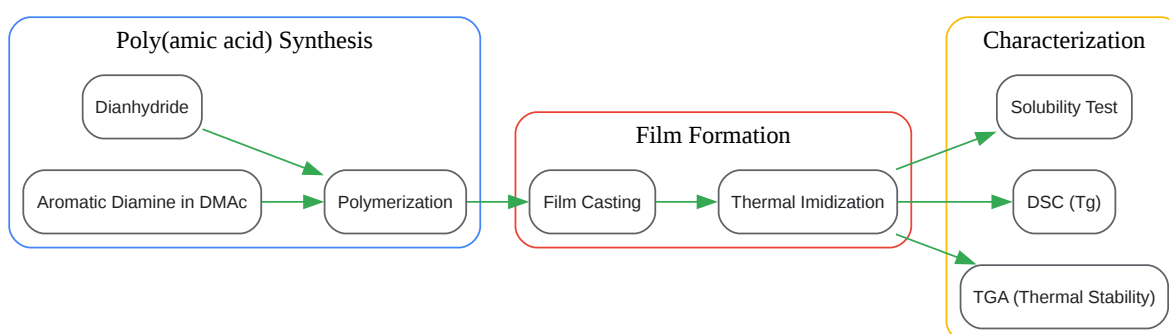 Poly(amic acid) Synthesis
Dianhydride
Aromatic Diamine in DMAc
Polymerization
Film Formation
Film Casting
Thermal Imidization
Characterization
Solubility Test
DSC (Tg)
TGA (Thermal Stability)